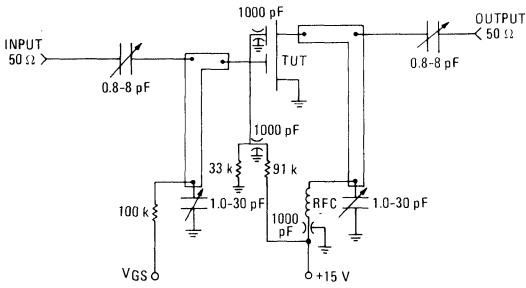 1000 pF
INPUT
50 Ω
0.8–8 pF
TUT
OUTPUT
50 Ω
0.8–8 pF
1000 pF
33 k
91 k
100 k
1.0–30 pF
RFC
1000
pF
1.0–30 pF
VGS
+15 V